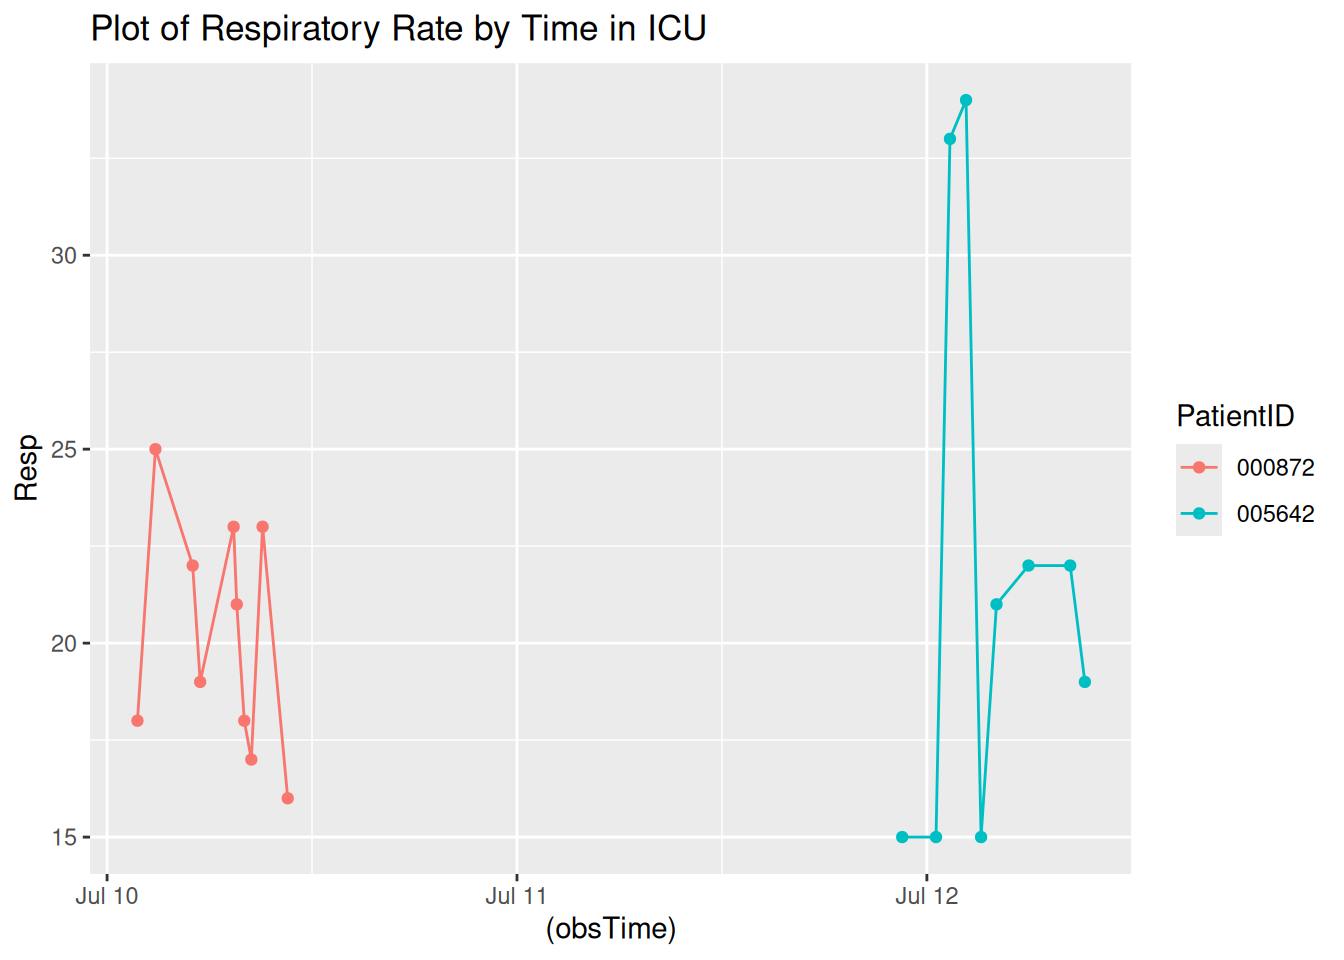 Plot of Respiratory Rate by Time in ICU
Resp
30
25
20
15
Jul 10
Jul 11
Jul 12
(obsTime)
PatientID
000872
005642